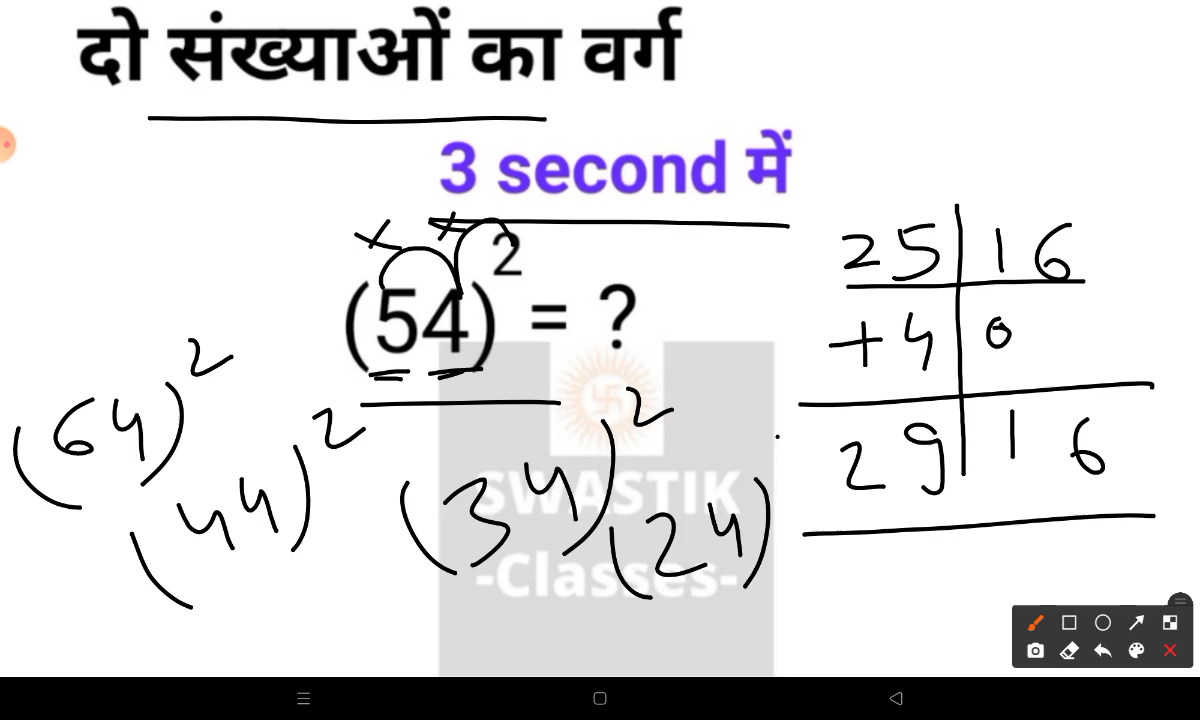 दो संख्याओं का वर्ग
3 second में
(54)² = ?
25 | 16
+4 | 0
29 | 16
(64)²
(44)²
(34)²
(24)
SWASTIK
-Classes-